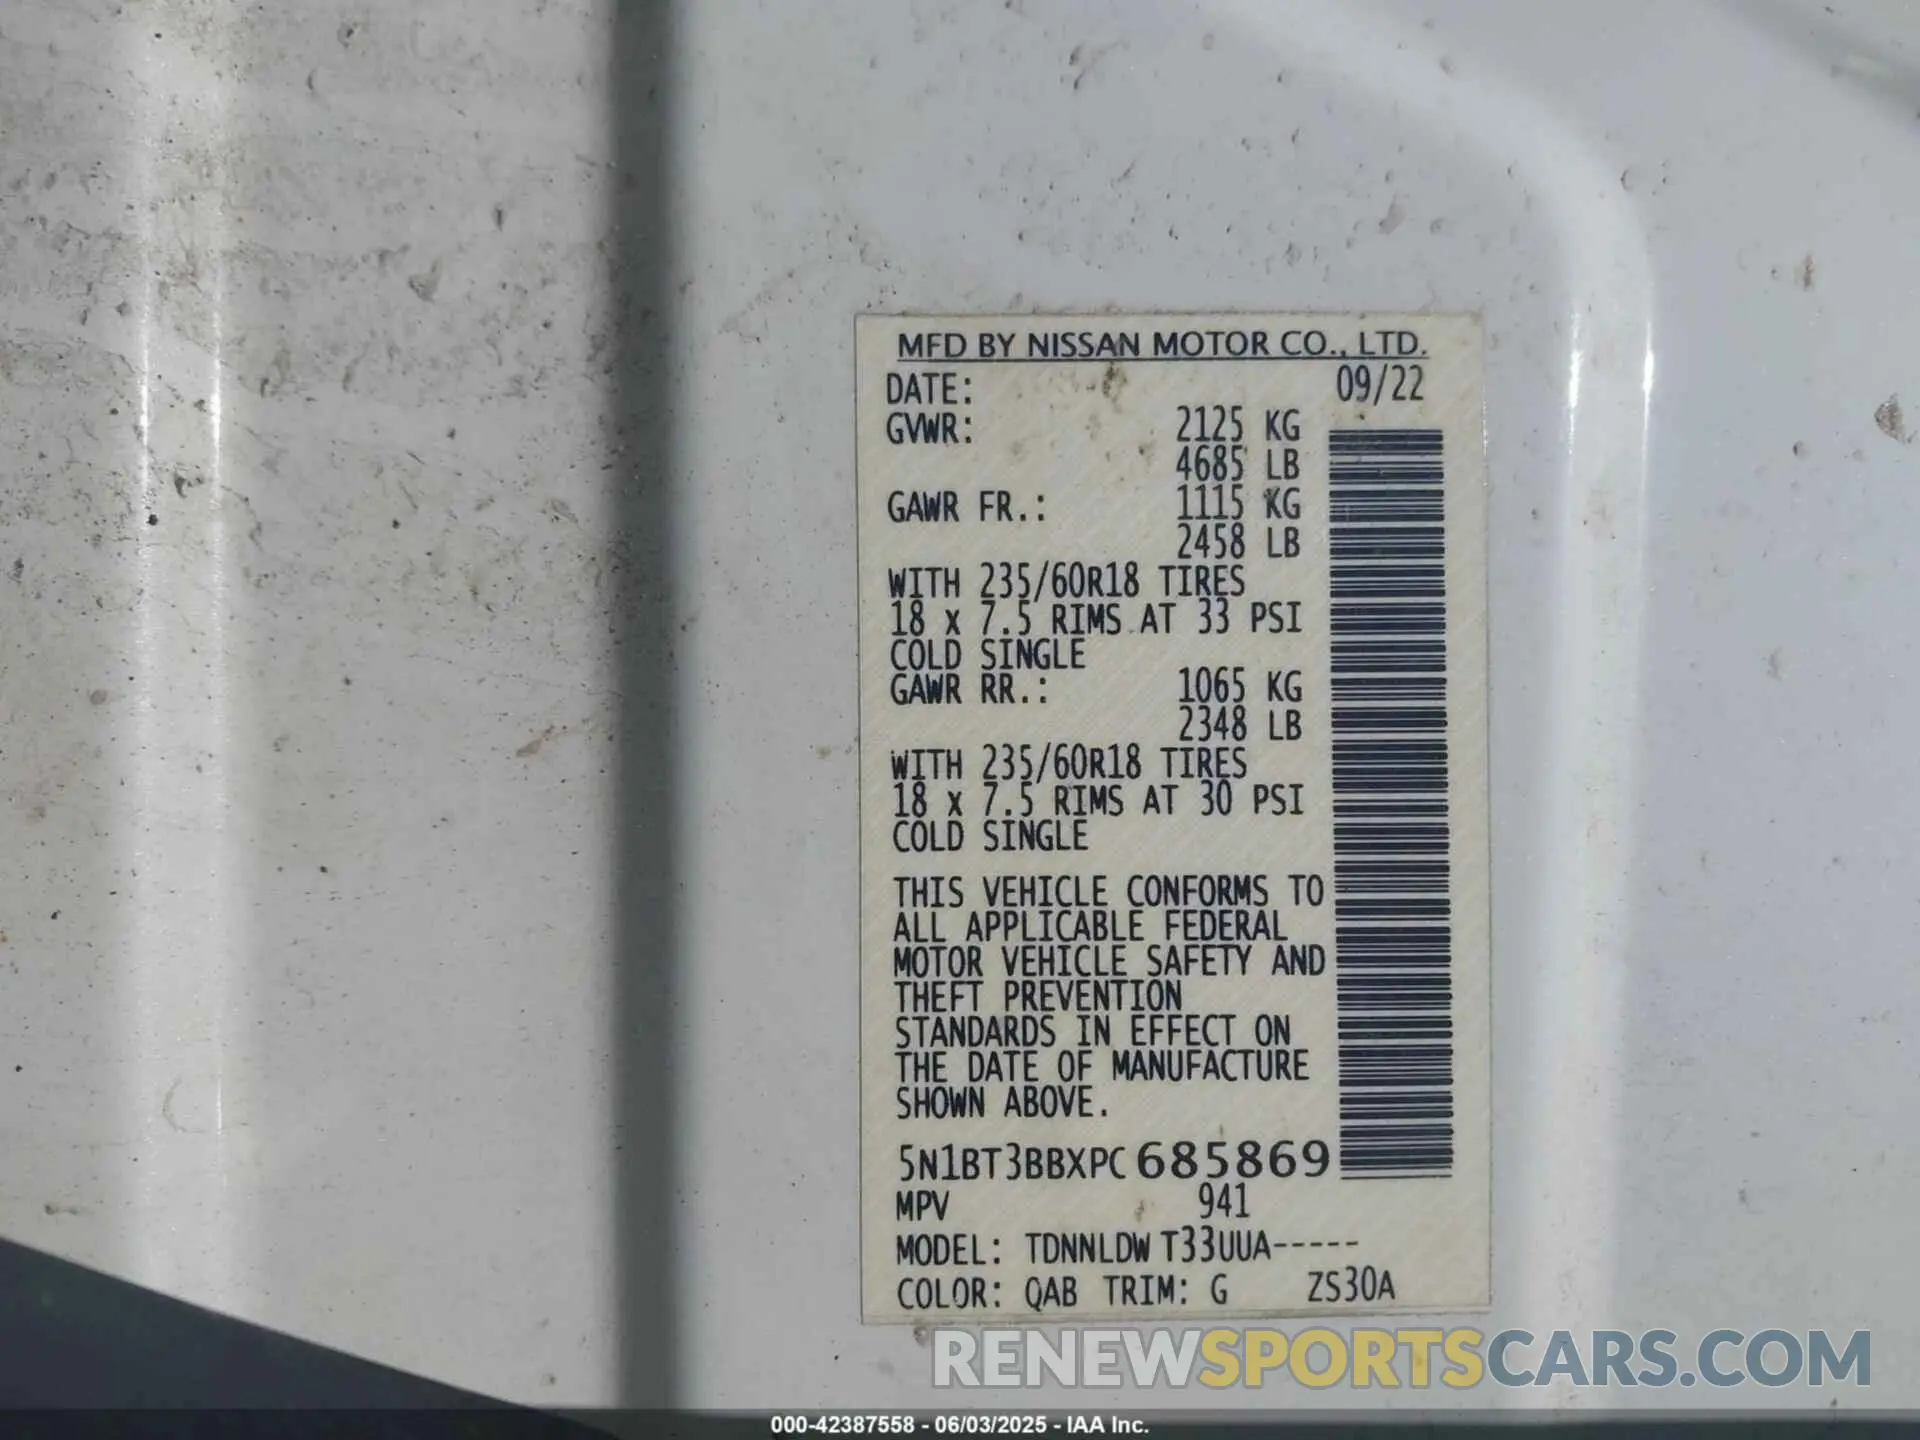 MFD BY NISSAN MOTOR CO., LTD.
DATE: 09/22
GVWR: 2125 KG
4685 LB
GAWR FR.: 1115 KG
2458 LB
WITH 235/60R18 TIRES
18 x 7.5 RIMS AT 33 PSI
COLD SINGLE
GAWR RR.: 1065 KG
2348 LB
WITH 235/60R18 TIRES
18 x 7.5 RIMS AT 30 PSI
COLD SINGLE
THIS VEHICLE CONFORMS TO
ALL APPLICABLE FEDERAL
MOTOR VEHICLE SAFETY AND
THEFT PREVENTION
STANDARDS IN EFFECT ON
THE DATE OF MANUFACTURE
SHOWN ABOVE.
5N1BT3BBXPC685869
MPV 941
MODEL: TDNNLDW T33UUA-----
COLOR: QAB TRIM: G ZS30A
RENEWSPORTSCARS.COM
000-42387558 - 06/03/2025 - IAA Inc.